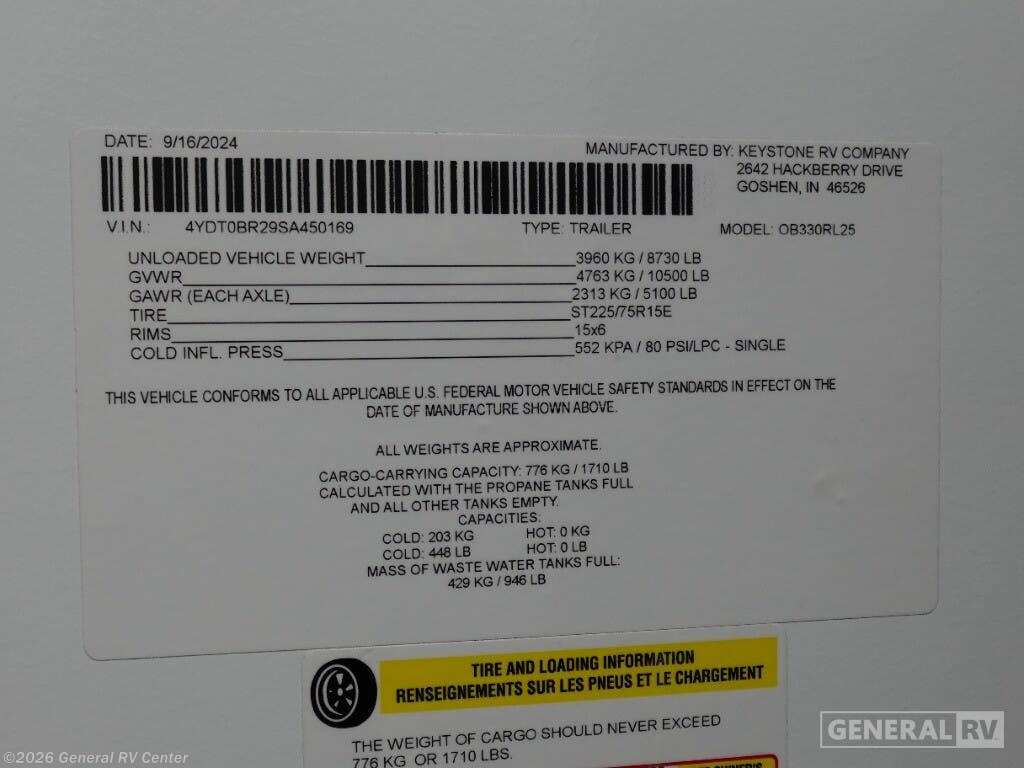 DATE: 9/16/2024
MANUFACTURED BY: KEYSTONE RV COMPANY
2642 HACKBERRY DRIVE
GOSHEN, IN 46526
V.I.N.: 4YDT0BR29SA450169 TYPE: TRAILER MODEL: OB330RL25
UNLOADED VEHICLE WEIGHT 3960 KG / 8730 LB
GVWR 4763 KG / 10500 LB
GAWR (EACH AXLE) 2313 KG / 5100 LB
TIRE ST225/75R15E
RIMS 15x6
COLD INFL. PRESS 552 KPA / 80 PSI/LPC - SINGLE
THIS VEHICLE CONFORMS TO ALL APPLICABLE U.S. FEDERAL MOTOR VEHICLE SAFETY STANDARDS IN EFFECT ON THE
DATE OF MANUFACTURE SHOWN ABOVE.
ALL WEIGHTS ARE APPROXIMATE.
CARGO-CARRYING CAPACITY: 776 KG / 1710 LB
CALCULATED WITH THE PROPANE TANKS FULL
AND ALL OTHER TANKS EMPTY.
CAPACITIES:
COLD: 203 KG HOT: 0 KG
COLD: 448 LB HOT: 0 LB
MASS OF WASTE WATER TANKS FULL:
429 KG / 946 LB
TIRE AND LOADING INFORMATION
RENSEIGNEMENTS SUR LES PNEUS ET LE CHARGEMENT
THE WEIGHT OF CARGO SHOULD NEVER EXCEED
776 KG OR 1710 LBS.
GENERAL RV
©2026 General RV Center